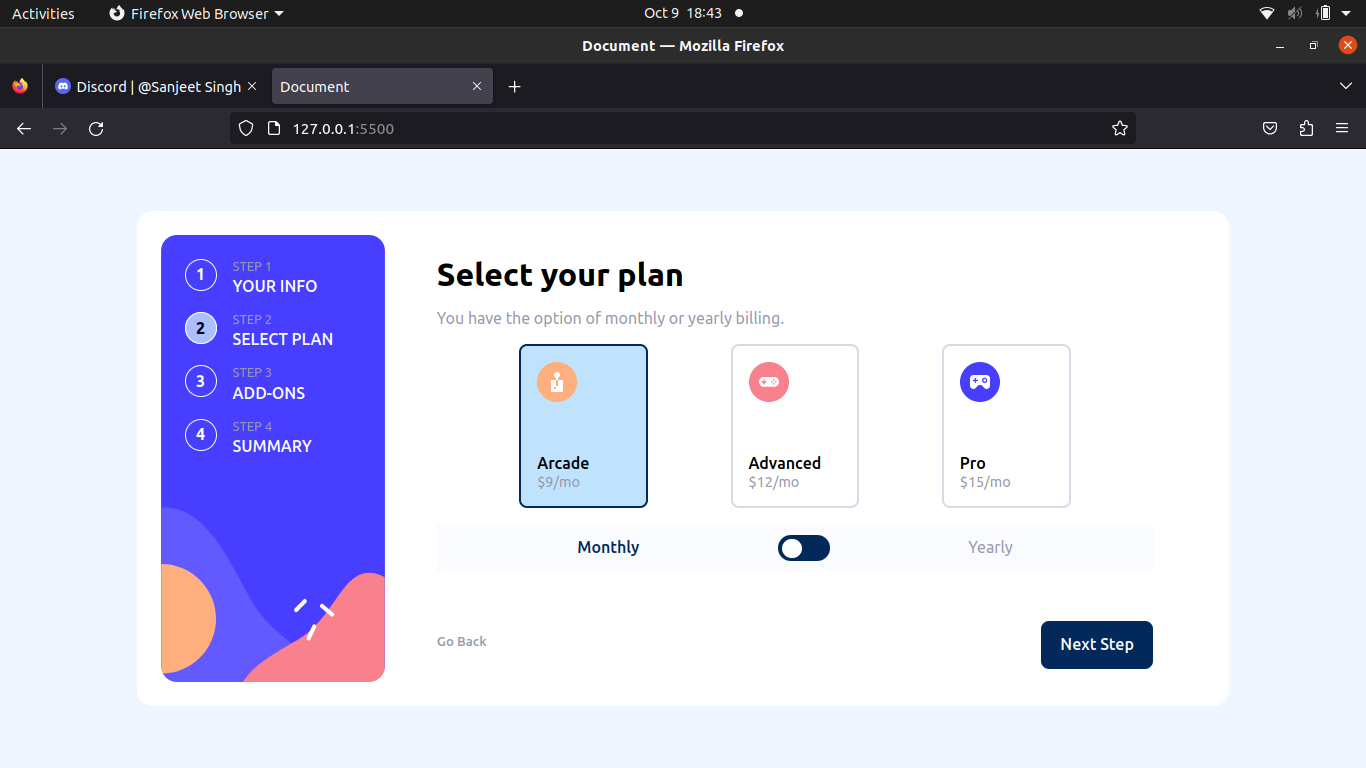 Activities Firefox Web Browser Oct 9 18:43
Document — Mozilla Firefox
Discord | @Sanjeet Singh Document
127.0.0.1:5500
1 STEP 1
YOUR INFO
2 STEP 2
SELECT PLAN
3 STEP 3
ADD-ONS
4 STEP 4
SUMMARY
Select your plan
You have the option of monthly or yearly billing.
Arcade Advanced Pro
$9/mo $12/mo $15/mo
Monthly Yearly
Go Back Next Step